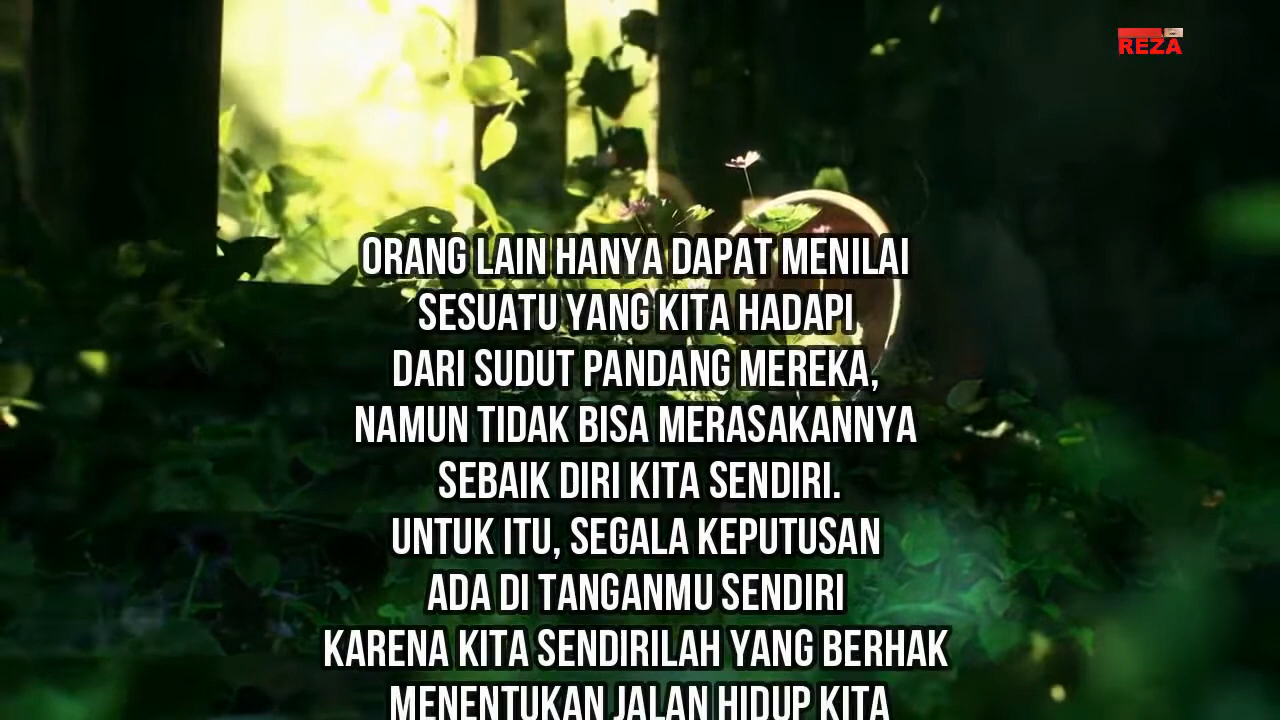 REZA
ORANG LAIN HANYA DAPAT MENILAI
SESUATU YANG KITA HADAPI
DARI SUDUT PANDANG MEREKA,
NAMUN TIDAK BISA MERASAKANNYA
SEBAIK DIRI KITA SENDIRI.
UNTUK ITU, SEGALA KEPUTUSAN
ADA DI TANGANMU SENDIRI
KARENA KITA SENDIRILAH YANG BERHAK
MENENTUKAN JALAN HIDUP KITA